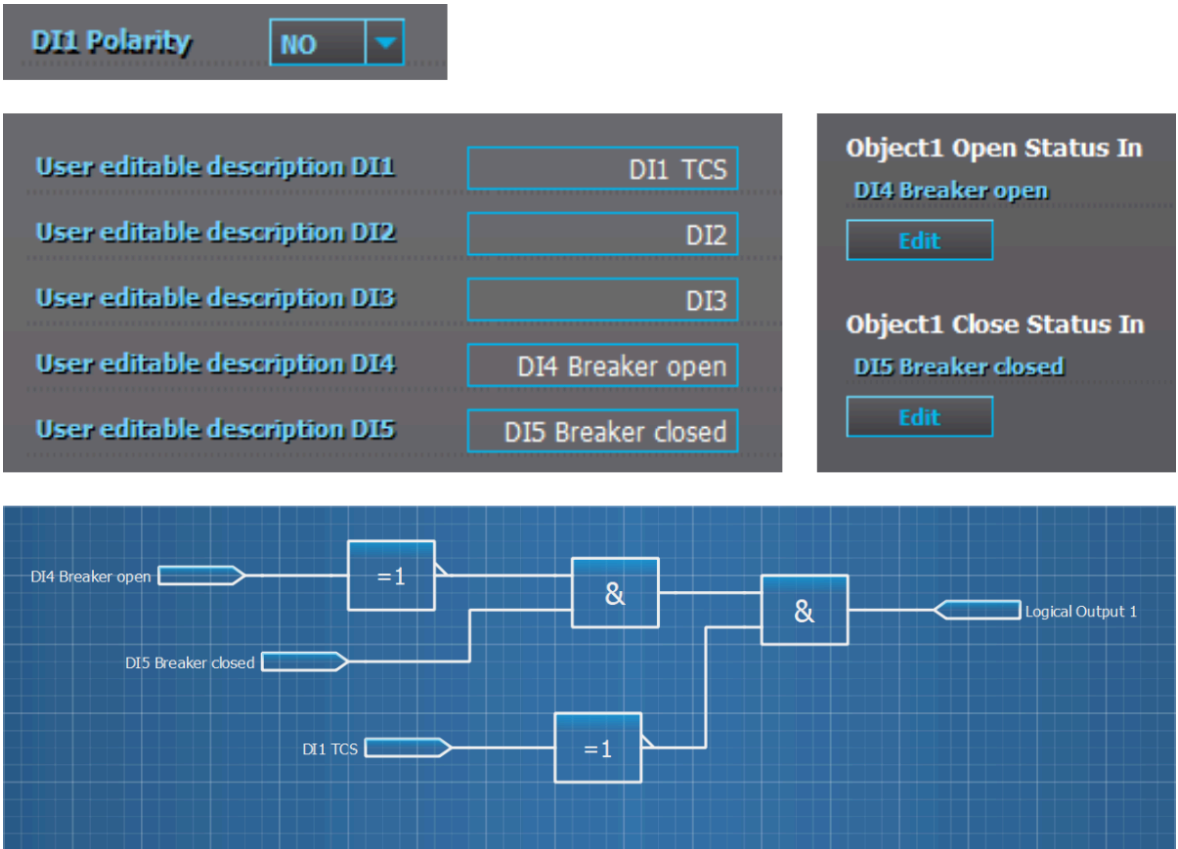 DI1 Polarity NO
User editable description DI1 DI1 TCS
User editable description DI2 DI2
User editable description DI3 DI3
User editable description DI4 DI4 Breaker open
User editable description DI5 DI5 Breaker closed
Object1 Open Status In
DI4 Breaker open
Edit
Object1 Close Status In
DI5 Breaker closed
Edit
DI4 Breaker open
=1
&
&
Logical Output 1
DI5 Breaker closed
DI1 TCS
=1